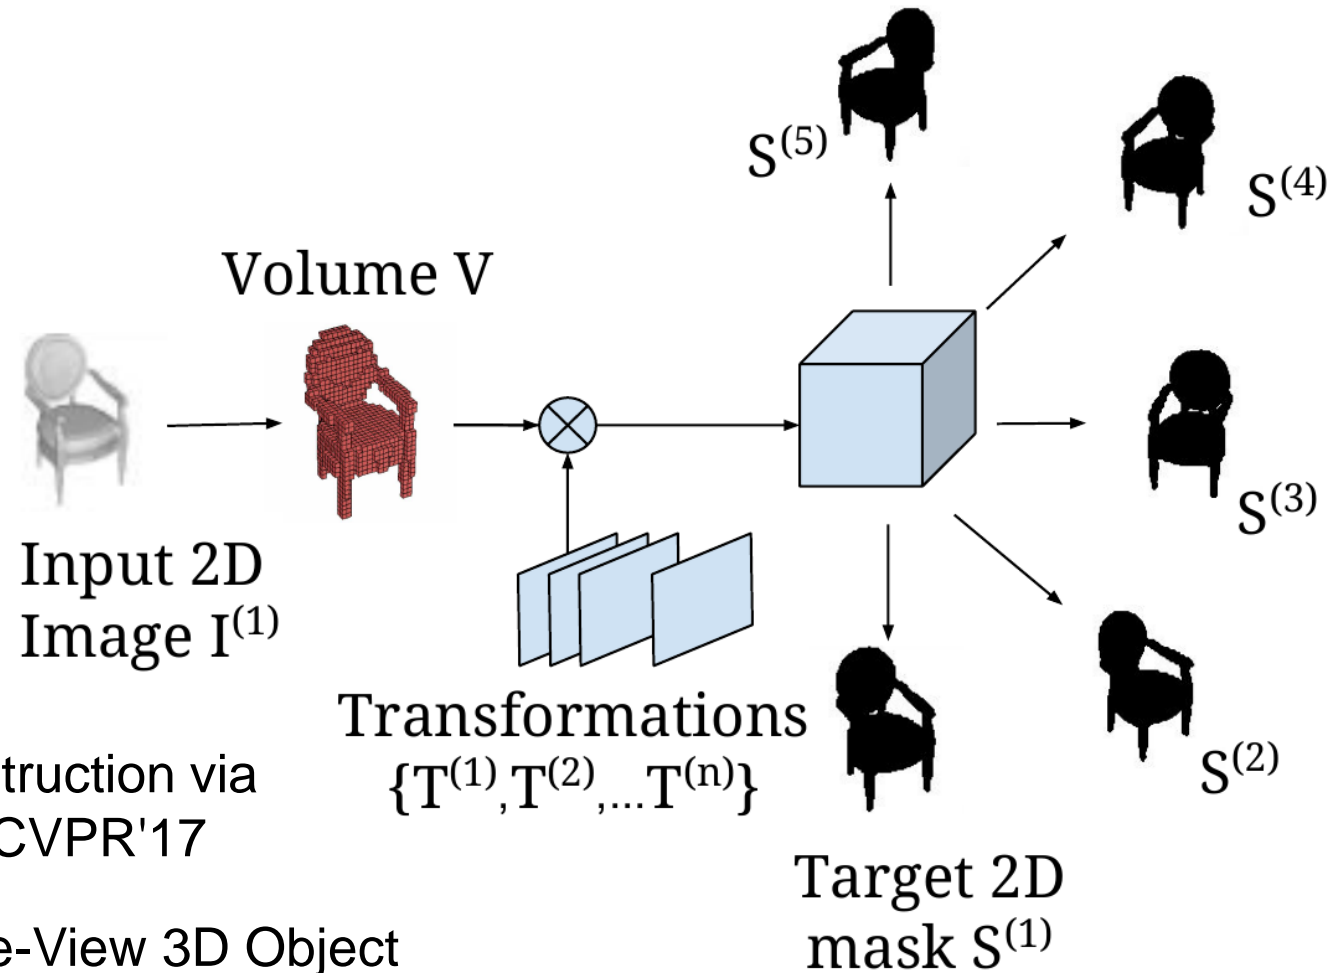 S(5)
S(4)
Volume V
S(3)
Input 2D
Image I(1)
Transformations
{T(1),T(2),...T(n)}
S(2)
truction via
CVPR'17
Target 2D
mask S(1)
e-View 3D Object